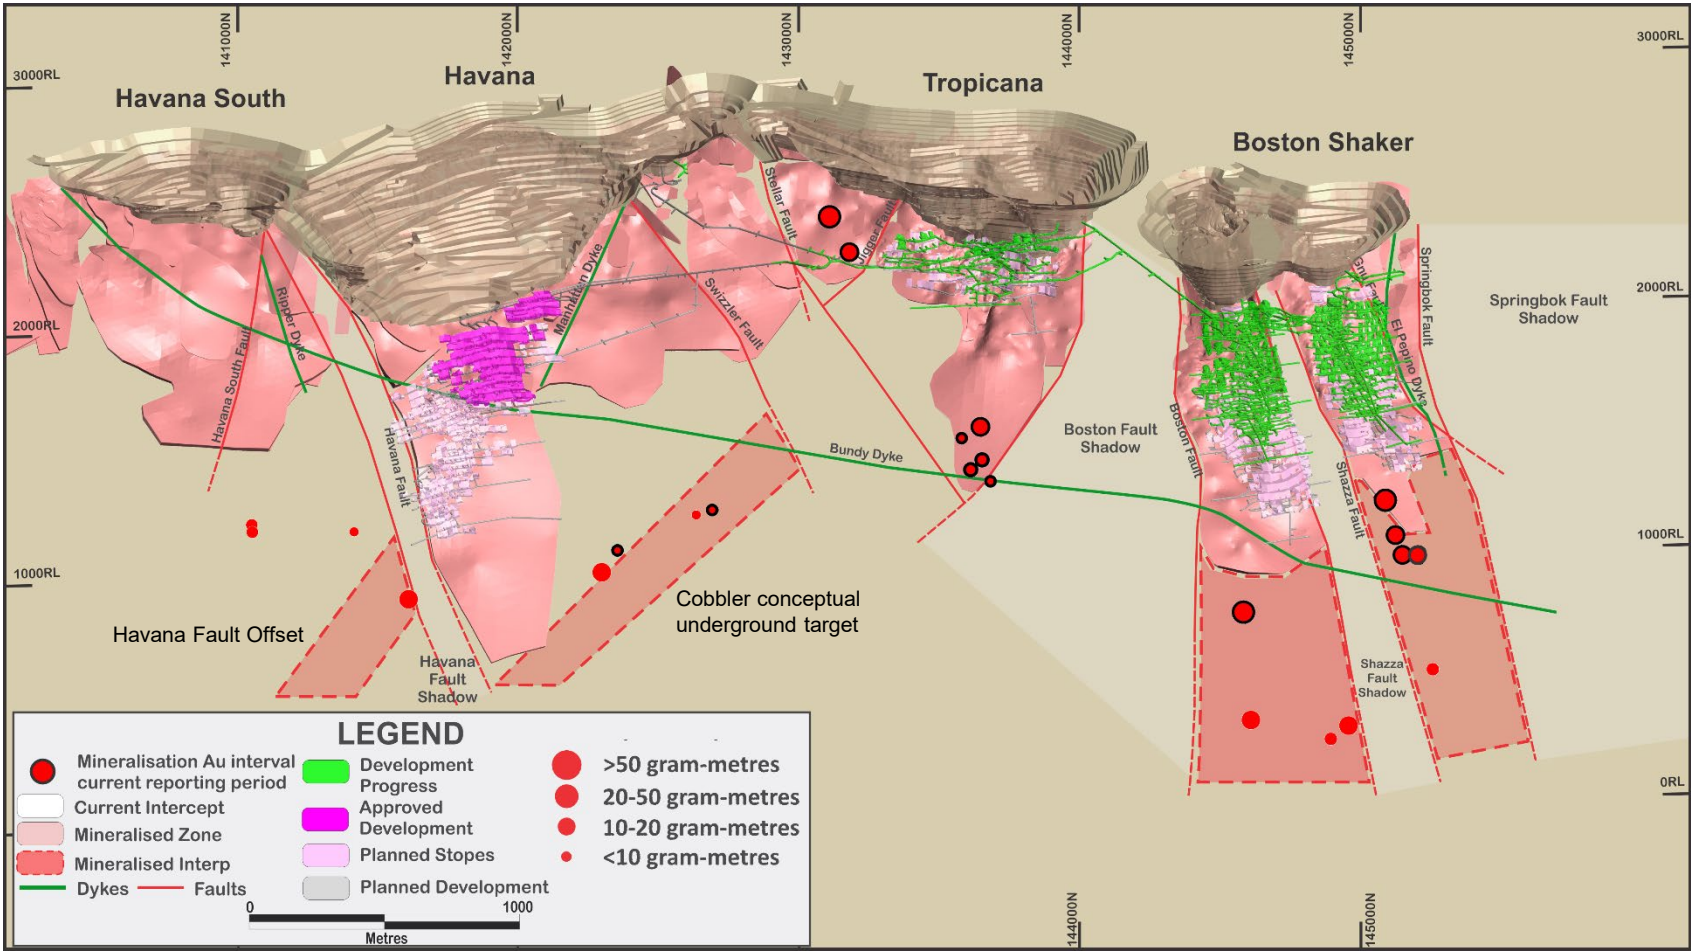 141000N
142000N
143000N
144000N
145000N
3000RL
3000RL
Havana South
Havana
Tropicana
Boston Shaker
2000RL
2000RL
1000RL
1000RL
0RL
Stellar Fault
Jigger Fault
Swizzler Fault
Manhatten Dyke
Ripper Dyke
Havana South Fault
Havana Fault
Bundy Dyke
Boston Fault
Shadow
Boston Fault
Shazza Fault
Gnu Fault
El Pepino Dyke
Springbok Fault
Springbok Fault
Shadow
Havana Fault Offset
Havana
Fault
Shadow
Cobbler conceptual
underground target
Shazza
Fault
Shadow
LEGEND
Mineralisation Au interval
current reporting period
Current Intercept
Mineralised Zone
Mineralised Interp
Dykes
Faults
Development
Progress
Approved
Development
Planned Stopes
Planned Development
>50 gram-metres
20-50 gram-metres
10-20 gram-metres
<10 gram-metres
0
1000
Metres
144000N
145000N